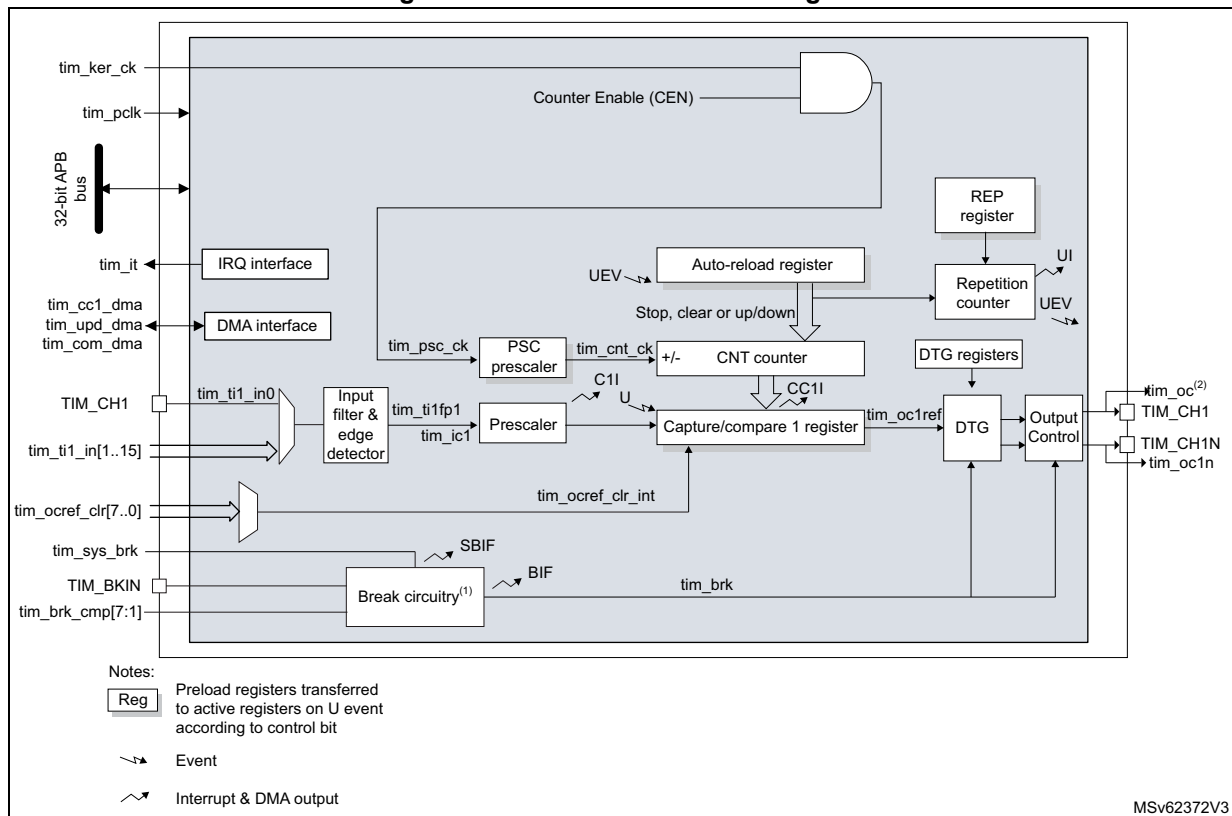 tim_ker_ck
Counter Enable (CEN)
tim_pclk
32-bit APB
bus
REP
register
tim_it
IRQ interface
Auto-reload register
UI
UEV
Repetition
counter
UEV
tim_cc1_dma
tim_upd_dma
tim_com_dma
DMA interface
Stop, clear or up/down
tim_psc_ck
PSC
prescaler
tim_cnt_ck
+/-
CNT counter
DTG registers
TIM_CH1
tim_ti1_in0
Input
filter &
edge
detector
tim_ti1fp1
tim_ic1
Prescaler
C1I
U
CC1I
Capture/compare 1 register
tim_oc1ref
DTG
Output
Control
tim_oc(2)
TIM_CH1
TIM_CH1N
tim_oc1n
tim_ti1_in[1..15]
tim_ocref_clr[7..0]
tim_ocref_clr_int
tim_sys_brk
SBIF
TIM_BKIN
Break circuitry(1)
BIF
tim_brk
tim_brk_cmp[7:1]
Notes:
Reg
Preload registers transferred
to active registers on U event
according to control bit
Event
Interrupt & DMA output
MSv62372V3